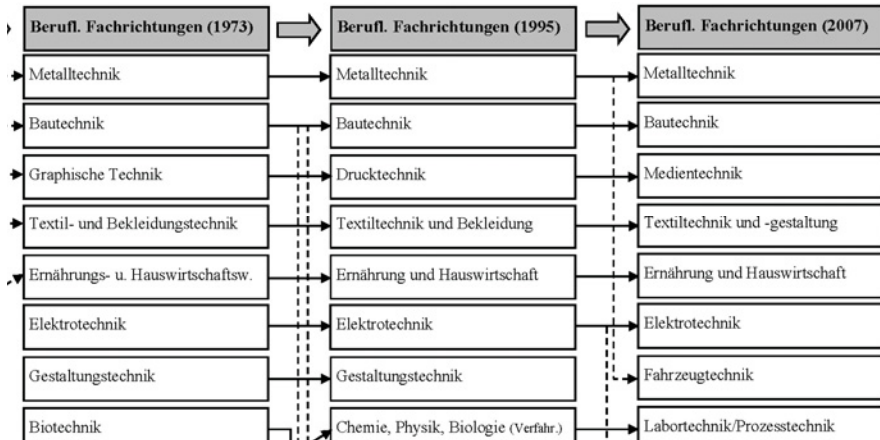 Berufl. Fachrichtungen (1973)
Metalltechnik
Bautechnik
Graphische Technik
Textil- und Bekleidungstechnik
Ernährungs- u. Hauswirtschaftsw.
Elektrotechnik
Gestaltungstechnik
Biotechnik
Berufl. Fachrichtungen (1995)
Metalltechnik
Bautechnik
Drucktechnik
Textiltechnik und Bekleidung
Ernährung und Hauswirtschaft
Elektrotechnik
Gestaltungstechnik
Chemie, Physik, Biologie (Verfahr.)
Berufl. Fachrichtungen (2007)
Metalltechnik
Bautechnik
Medientechnik
Textiltechnik und -gestaltung
Ernährung und Hauswirtschaft
Elektrotechnik
Fahrzeugtechnik
Labortechnik/Prozesstechnik